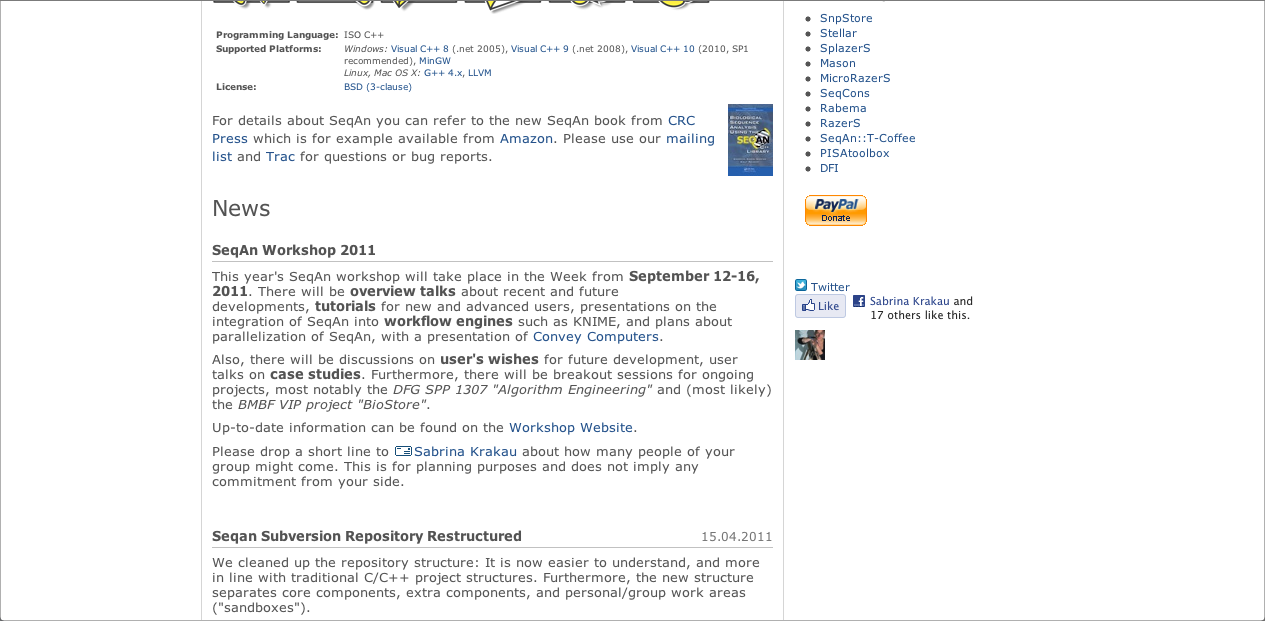 Programming Language: ISO C++
Supported Platforms: Windows: Visual C++ 8 (.net 2005), Visual C++ 9 (.net 2008), Visual C++ 10 (2010, SP1
recommended), MinGW
Linux, Mac OS X: G++ 4.x, LLVM
License: BSD (3-clause)
For details about SeqAn you can refer to the new SeqAn book from CRC
Press which is for example available from Amazon. Please use our mailing
list and Trac for questions or bug reports.
BIOLOGICAL
SEQUENCE
ANALYSIS
USING THE
SEQAN
LIBRARY
News
SeqAn Workshop 2011
This year's SeqAn workshop will take place in the Week from September 12-16,
2011. There will be overview talks about recent and future
developments, tutorials for new and advanced users, presentations on the
integration of SeqAn into workflow engines such as KNIME, and plans about
parallelization of SeqAn, with a presentation of Convey Computers.
Also, there will be discussions on user's wishes for future development, user
talks on case studies. Furthermore, there will be breakout sessions for ongoing
projects, most notably the DFG SPP 1307 "Algorithm Engineering" and (most likely)
the BMBF VIP project "BioStore".
Up-to-date information can be found on the Workshop Website.
Please drop a short line to Sabrina Krakau about how many people of your
group might come. This is for planning purposes and does not imply any
commitment from your side.
Seqan Subversion Repository Restructured 15.04.2011
We cleaned up the repository structure: It is now easier to understand, and more
in line with traditional C/C++ project structures. Furthermore, the new structure
separates core components, extra components, and personal/group work areas
("sandboxes").
SnpStore
Stellar
SplazerS
Mason
MicroRazerS
SeqCons
Rabema
RazerS
SeqAn::T-Coffee
PISAtoolbox
DFI
PayPal
Donate
Twitter
Like Sabrina Krakau and
17 others like this.